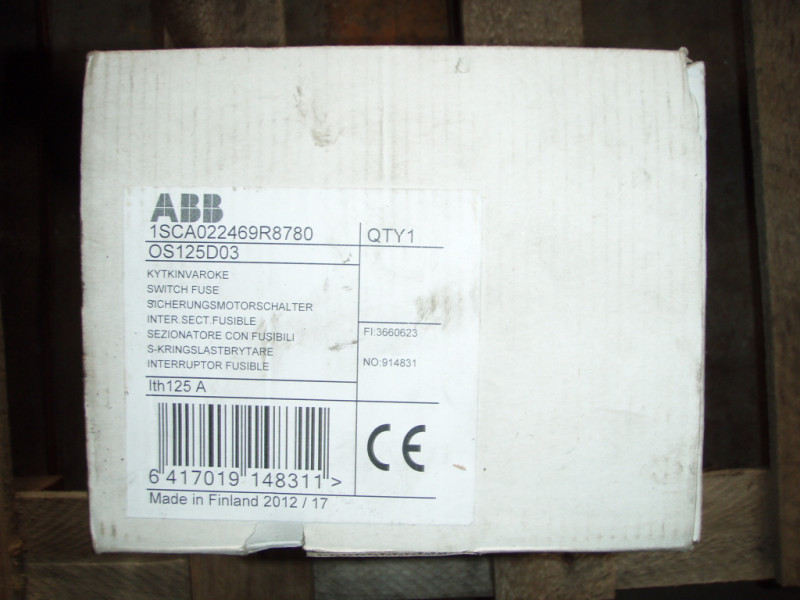 ABB
1SCA022469R8780
QTY1
OS125D03
KYTKINVAROKE
SWITCH FUSE
SICHERUNGSMOTORSCHALTER
INTER.SECT.FUSIBLE
SEZIONATORE CON FUSIBILI
S-KRINGSLASTBRYTARE
INTERRUPTOR FUSIBLE
FI:3660623
NO:914831
Ith125 A
CE
6 417019 148311 >
Made in Finland 2012 / 17